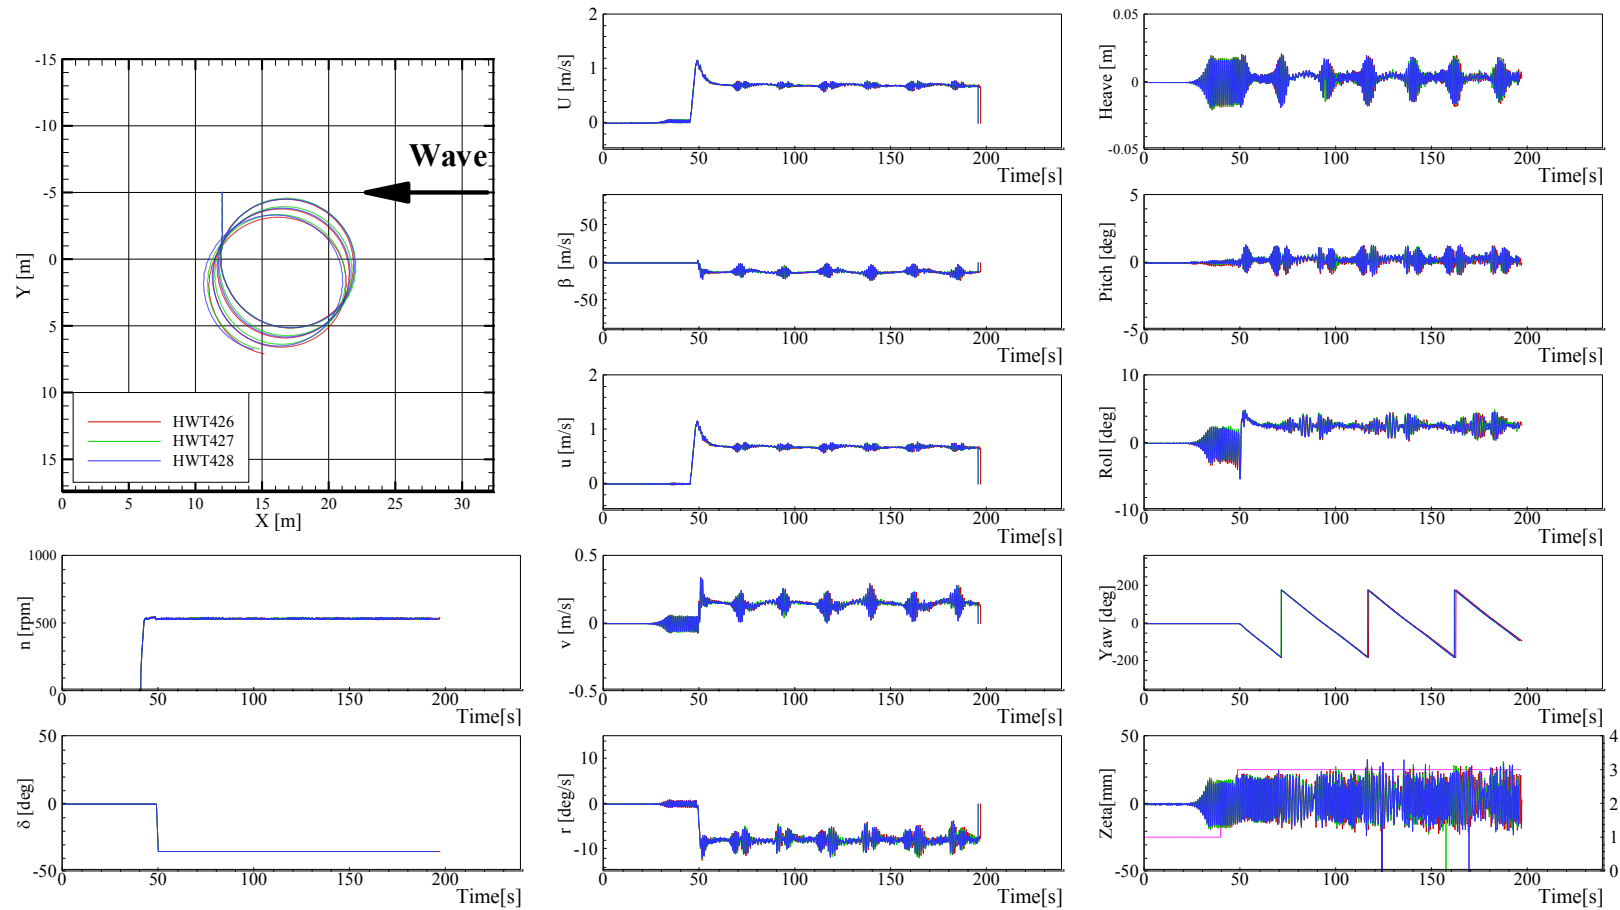 -15
-10
-5
0
5
10
15
Y [m]
Wave
HWT426
HWT427
HWT428
0 5 10 15 20 25 30
X [m]
2
1
0
U [m/s]
0 50 100 150 200
Time[s]
0.05
0
-0.05
Heave [m]
0 50 100 150 200
Time[s]
50
0
-50
β [m/s]
0 50 100 150 200
Time[s]
5
0
-5
Pitch [deg]
0 50 100 150 200
Time[s]
2
1
0
u [m/s]
0 50 100 150 200
Time[s]
10
0
-10
Roll [deg]
0 50 100 150 200
Time[s]
1000
500
0
n [rpm]
0 50 100 150 200
Time[s]
0.5
0
-0.5
v [m/s]
0 50 100 150 200
Time[s]
200
0
-200
Yaw [deg]
0 50 100 150 200
Time[s]
50
0
-50
δ [deg]
0 50 100 150 200
Time[s]
10
0
-10
r [deg/s]
0 50 100 150 200
Time[s]
50
0
-50
Zeta[mm]
4
3
2
1
0
0 50 100 150 200
Time[s]